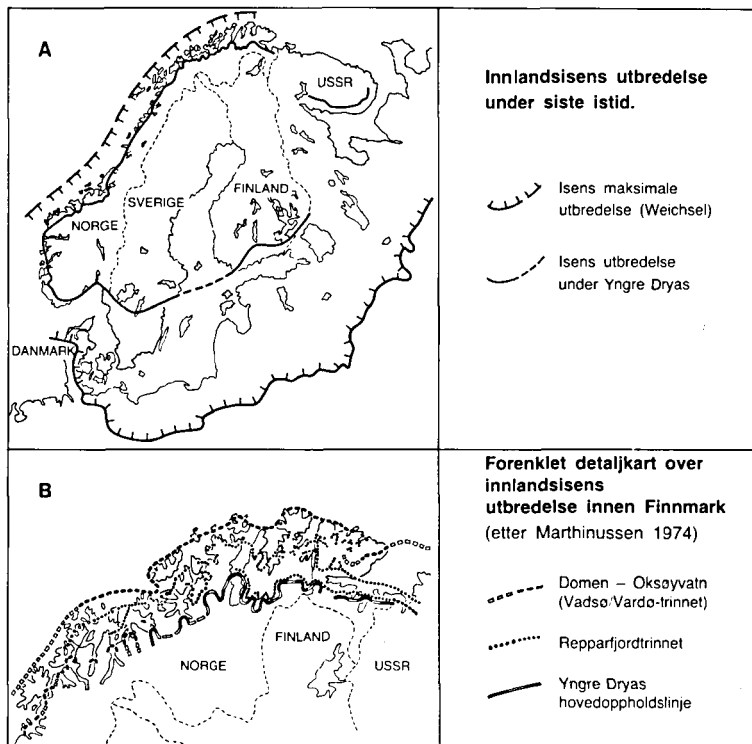 A
USSR
FINLAND
SVERIGE
NORGE
DANMARK
Innlandsisens utbredelse
under siste istid.
Isens maksimale
utbredelse (Weichsel)
Isens utbredelse
under Yngre Dryas
B
FINLAND
NORGE
USSR
Forenklet detaljkart over
innlandsisens
utbredelse innen Finnmark
(etter Marthinussen 1974)
Domen – Oksøyvatn
(Vadsø/Vardø-trinnet)
Repparfjordtrinnet
Yngre Dryas
hovedoppholdslinje